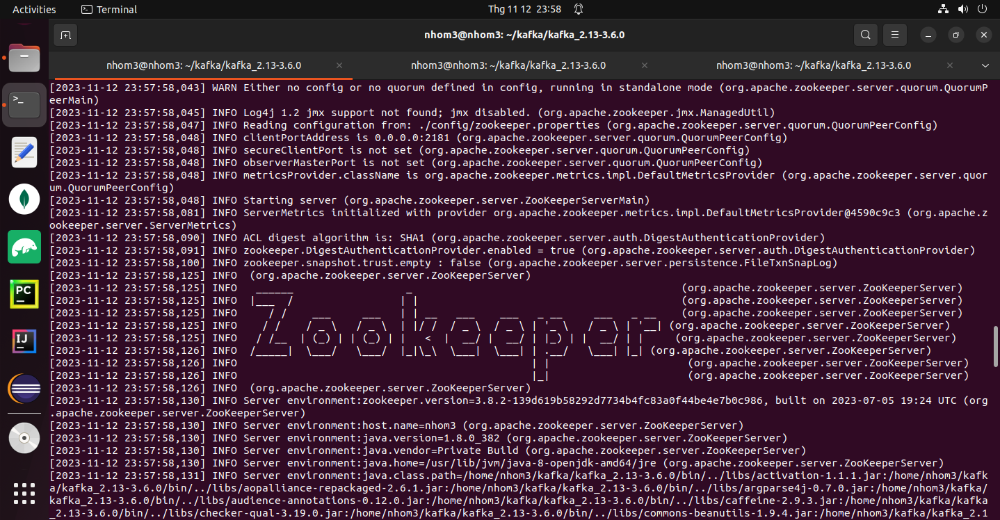 Activities
Terminal
Thg 11 12 23:58
nhom3@nhom3: ~/kafka/kafka_2.13-3.6.0
nhom3@nhom3: ~/kafka/kafka_2.13-3.6.0
nhom3@nhom3: ~/kafka/kafka_2.13-3.6.0
nhom3@nhom3: ~/kafka/kafka_2.13-3.6.0
[2023-11-12 23:57:58,043] WARN Either no config or no quorum defined in config, running in standalone mode (org.apache.zookeeper.server.quorum.QuorumP
eerMain)
[2023-11-12 23:57:58,045] INFO Log4j 1.2 jmx support not found; jmx disabled. (org.apache.zookeeper.jmx.ManagedUtil)
[2023-11-12 23:57:58,047] INFO Reading configuration from: ./config/zookeeper.properties (org.apache.zookeeper.server.quorum.QuorumPeerConfig)
[2023-11-12 23:57:58,048] INFO clientPortAddress is 0.0.0.0:2181 (org.apache.zookeeper.server.quorum.QuorumPeerConfig)
[2023-11-12 23:57:58,048] INFO secureClientPort is not set (org.apache.zookeeper.server.quorum.QuorumPeerConfig)
[2023-11-12 23:57:58,048] INFO observerMasterPort is not set (org.apache.zookeeper.server.quorum.QuorumPeerConfig)
[2023-11-12 23:57:58,048] INFO metricsProvider.className is org.apache.zookeeper.metrics.impl.DefaultMetricsProvider (org.apache.zookeeper.server.quor
um.QuorumPeerConfig)
[2023-11-12 23:57:58,048] INFO Starting server (org.apache.zookeeper.server.ZooKeeperServerMain)
[2023-11-12 23:57:58,081] INFO ServerMetrics initialized with provider org.apache.zookeeper.metrics.impl.DefaultMetricsProvider@4590c9c3 (org.apache.z
ookeeper.server.ServerMetrics)
[2023-11-12 23:57:58,090] INFO ACL digest algorithm is: SHA1 (org.apache.zookeeper.server.auth.DigestAuthenticationProvider)
[2023-11-12 23:57:58,091] INFO zookeeper.DigestAuthenticationProvider.enabled = true (org.apache.zookeeper.server.auth.DigestAuthenticationProvider)
[2023-11-12 23:57:58,100] INFO zookeeper.snapshot.trust.empty : false (org.apache.zookeeper.server.persistence.FileTxnSnapLog)
[2023-11-12 23:57:58,125] INFO  (org.apache.zookeeper.server.ZooKeeperServer)
[2023-11-12 23:57:58,125] INFO   ______                  _                                           (org.apache.zookeeper.server.ZooKeeperServer)
[2023-11-12 23:57:58,125] INFO  |___  /                 | |                                          (org.apache.zookeeper.server.ZooKeeperServer)
[2023-11-12 23:57:58,125] INFO     / /    ___     ___   | | __   ___    ___   _ __     ___   _ __    (org.apache.zookeeper.server.ZooKeeperServer)
[2023-11-12 23:57:58,125] INFO    / /    / _ \   / _ \  | |/ /  / _ \  / _ \ | '_ \   / _ \ | '__| (org.apache.zookeeper.server.ZooKeeperServer)
[2023-11-12 23:57:58,125] INFO   / /__  | (_) | | (_) | |   <  |  __/ |  __/ | |_) | |  __/ | |     (org.apache.zookeeper.server.ZooKeeperServer)
[2023-11-12 23:57:58,126] INFO  /_____|  \___/   \___/  |_|\_\  \___|  \___| | .__/   \___| |_| (org.apache.zookeeper.server.ZooKeeperServer)
[2023-11-12 23:57:58,126] INFO                                               | |                      (org.apache.zookeeper.server.ZooKeeperServer)
[2023-11-12 23:57:58,126] INFO                                               |_|                      (org.apache.zookeeper.server.ZooKeeperServer)
[2023-11-12 23:57:58,126] INFO  (org.apache.zookeeper.server.ZooKeeperServer)
[2023-11-12 23:57:58,130] INFO Server environment:zookeeper.version=3.8.2-139d619b58292d7734b4fc83a0f44be4e7b0c986, built on 2023-07-05 19:24 UTC (org
.apache.zookeeper.server.ZooKeeperServer)
[2023-11-12 23:57:58,130] INFO Server environment:host.name=nhom3 (org.apache.zookeeper.server.ZooKeeperServer)
[2023-11-12 23:57:58,130] INFO Server environment:java.version=1.8.0_382 (org.apache.zookeeper.server.ZooKeeperServer)
[2023-11-12 23:57:58,130] INFO Server environment:java.vendor=Private Build (org.apache.zookeeper.server.ZooKeeperServer)
[2023-11-12 23:57:58,130] INFO Server environment:java.home=/usr/lib/jvm/java-8-openjdk-amd64/jre (org.apache.zookeeper.server.ZooKeeperServer)
[2023-11-12 23:57:58,131] INFO Server environment:java.class.path=/home/nhom3/kafka/kafka_2.13-3.6.0/bin/../libs/activation-1.1.1.jar:/home/nhom3/kafk
a/kafka_2.13-3.6.0/bin/../libs/aopalliance-repackaged-2.6.1.jar:/home/nhom3/kafka/kafka_2.13-3.6.0/bin/../libs/argparse4j-0.7.0.jar:/home/nhom3/kafka/
kafka_2.13-3.6.0/bin/../libs/audience-annotations-0.12.0.jar:/home/nhom3/kafka/kafka_2.13-3.6.0/bin/../libs/caffeine-2.9.3.jar:/home/nhom3/kafka/kafka
_2.13-3.6.0/bin/../libs/checker-qual-3.19.0.jar:/home/nhom3/kafka/kafka_2.13-3.6.0/bin/../libs/commons-beanutils-1.9.4.jar:/home/nhom3/kafka/kafka_2.1
PC
IJ